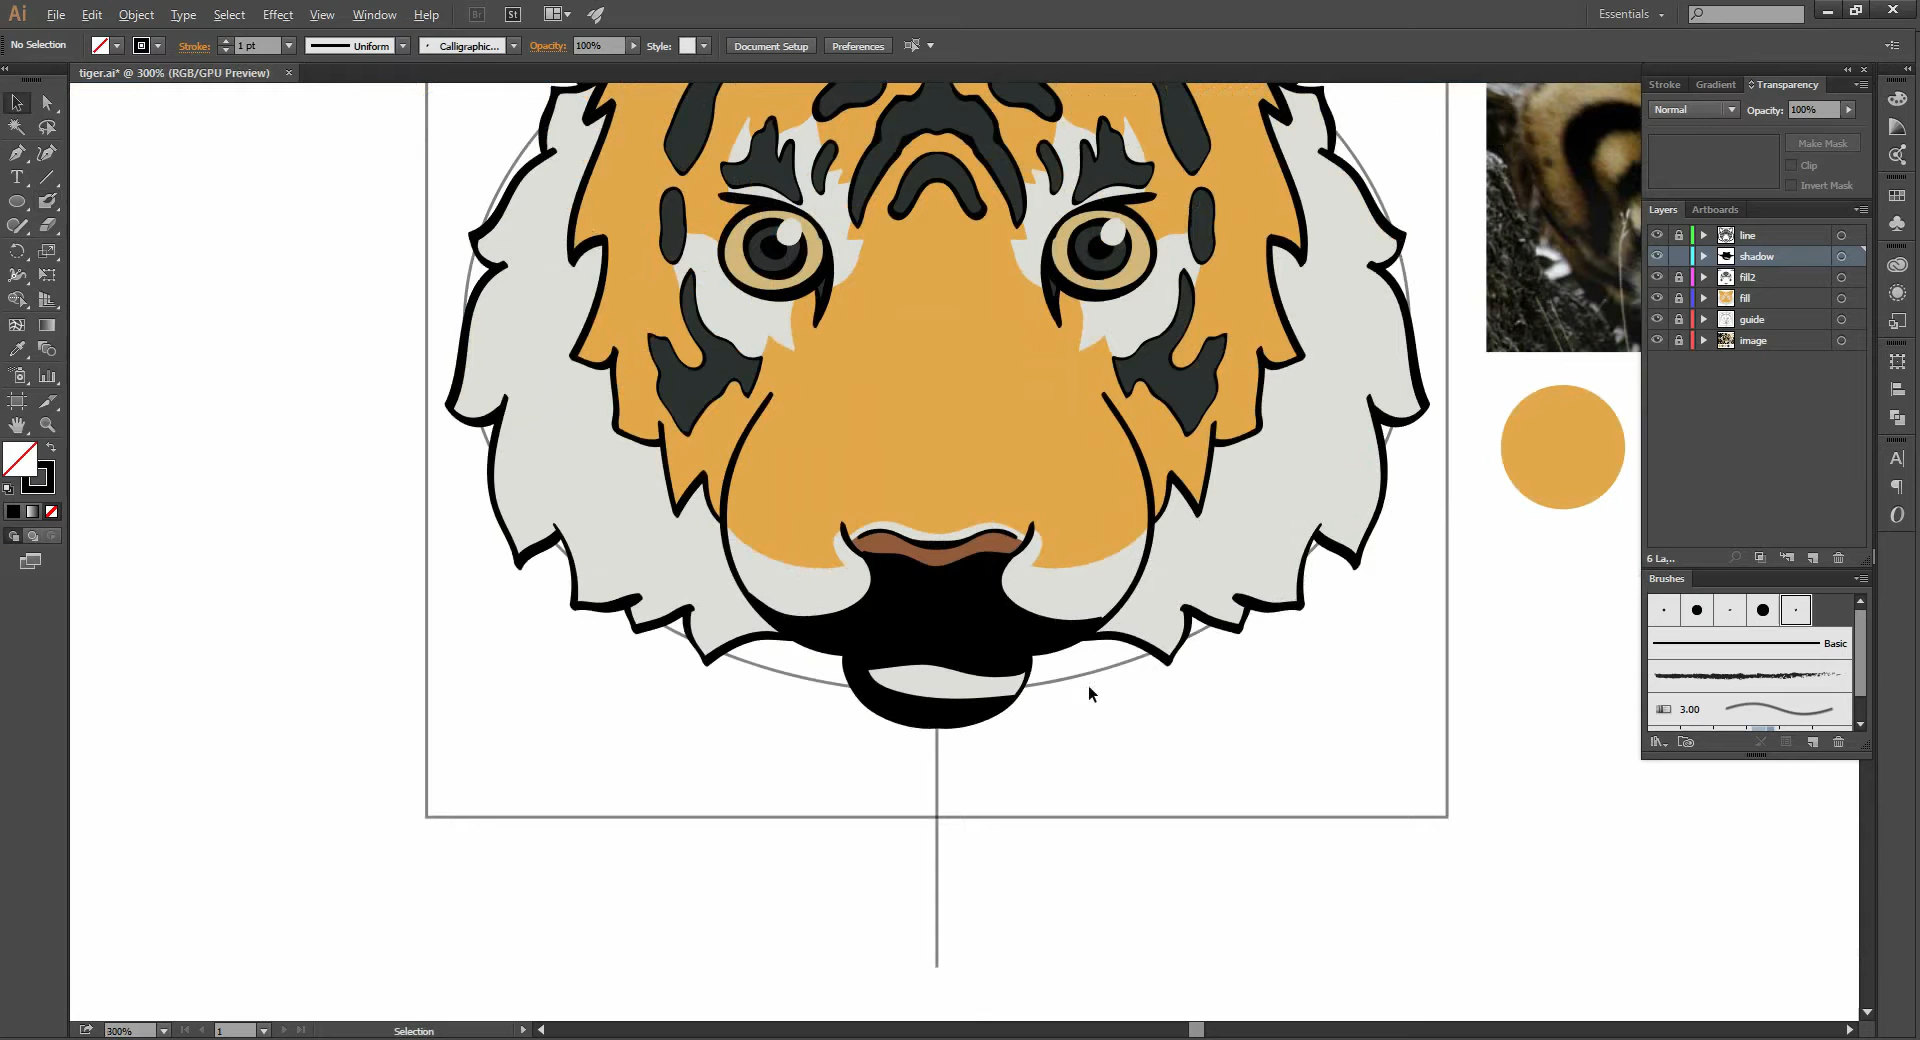 Ai File Edit Object Type Select Effect View Window Help Br St Essentials
No Selection Stroke: 1 pt Uniform Calligraphic... Opacity: 100% Style: Document Setup Preferences
tiger.ai* @ 300% (RGB/GPU Preview)
Stroke Gradient Transparency
Normal Opacity: 100%
Make Mask
Clip
Invert Mask
Layers Artboards
line
shadow
fill2
fill
guide
image
6 La...
Brushes
Basic
3.00
300% 1 Selection